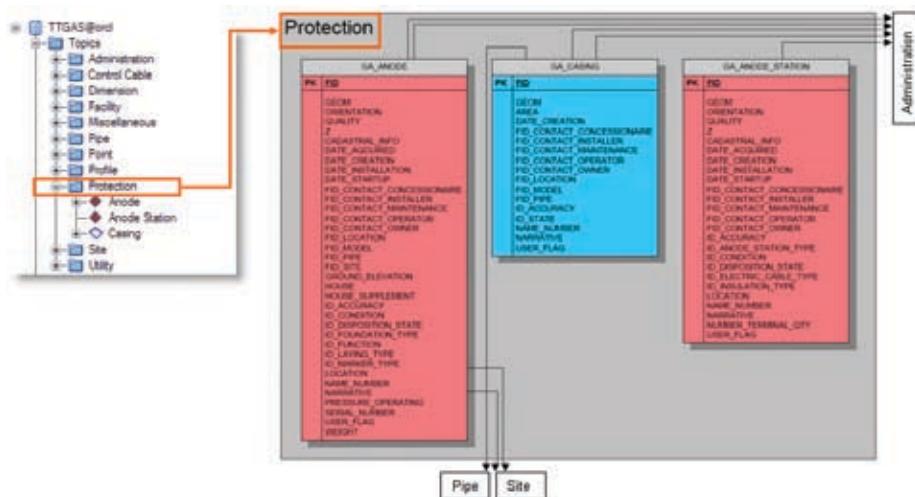 TTGAS@orcl
Topics
Administration
Control Cable
Dimension
Facility
Miscellaneous
Pipe
Point
Profile
Protection
Anode
Anode Station
Casing
Site
Utility
Protection
GA_ANODE
PK FID
GEOM
ORIENTATION
QUALITY
Z
CADASTRAL_INFO
DATE_ACQUIRED
DATE_CREATION
DATE_INSTALLATION
DATE_STARTUP
FID_CONTACT_CONCESSIONAIRE
FID_CONTACT_INSTALLER
FID_CONTACT_MAINTENANCE
FID_CONTACT_OPERATOR
FID_CONTACT_OWNER
FID_LOCATION
FID_MODEL
FID_PIPE
FID_SITE
GROUND_ELEVATION
HOUSE
HOUSE_SUPPLEMENT
ID_ACCURACY
ID_CONDITION
ID_DISPOSITION_STATE
ID_FOUNDATION_TYPE
ID_FUNCTION
ID_LAYING_TYPE
ID_MARKER_TYPE
LOCATION
NAME_NUMBER
NARRATIVE
PRESSURE_OPERATING
SERIAL_NUMBER
USER_FLAG
WEIGHT
GA_CASING
PK FID
GEOM
AREA
DATE_CREATION
FID_CONTACT_CONCESSIONAIRE
FID_CONTACT_INSTALLER
FID_CONTACT_MAINTENANCE
FID_CONTACT_OPERATOR
FID_CONTACT_OWNER
FID_LOCATION
FID_MODEL
FID_PIPE
ID_ACCURACY
ID_STATE
NAME_NUMBER
NARRATIVE
USER_FLAG
GA_ANODE_STATION
PK FID
GEOM
ORIENTATION
QUALITY
Z
CADASTRAL_INFO
DATE_ACQUIRED
DATE_CREATION
DATE_INSTALLATION
DATE_STARTUP
FID_CONTACT_CONCESSIONAIRE
FID_CONTACT_INSTALLER
FID_CONTACT_MAINTENANCE
FID_CONTACT_OPERATOR
FID_CONTACT_OWNER
ID_ACCURACY
ID_ANODE_STATION_TYPE
ID_CONDITION
ID_DISPOSITION_STATE
ID_ELECTRIC_CABLE_TYPE
ID_INSULATION_TYPE
LOCATION
NAME_NUMBER
NARRATIVE
NUMBER_TERMINAL_QTY
USER_FLAG
Administration
Pipe
Site